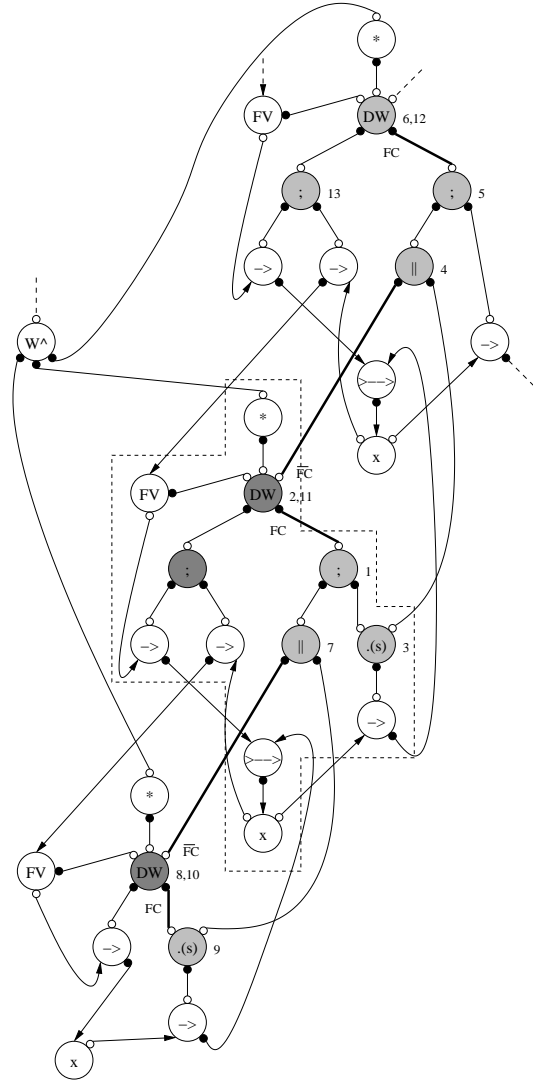 *
FV DW 6,12
FC
; 13 ; 5
-> -> || 4
W^ >--> ->
*
x
FC
FV DW 2,11
FC
; ; 1
-> -> || 7 .(s) 3
->
>-->
*
x
FC
FV DW 8,10
FC
-> .(s) 9
->
x